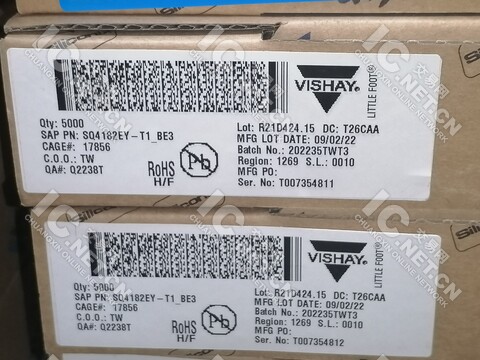 VISHAY
LITTLE FOOT®
Qty: 5000
SAP PN: SQ4182EY-T1_BE3
CAGE#: 17856
C.O.O.: TW
QA#: Q2238T
RoHS
H/F
Pb
Lot: R21D424.15 DC: T26CAA
MFG LOT DATE: 09/02/22
Batch No.: 202235TWT3
Region: 1269 S.L.: 0010
MFG PO:
Ser. No.: T007354811
VISHAY
LITTLE FOOT®
Qty: 5000
SAP PN: SQ4182EY-T1_BE3
CAGE#: 17856
C.O.O.: TW
QA#: Q2238T
RoHS
H/F
Pb
Lot: R21D424.15 DC: T26CAA
MFG LOT DATE: 09/02/22
Batch No.: 202235TWT3
Region: 1269 S.L.: 0010
MFG PO:
Ser. No.: T007354812
IC.NET.CN